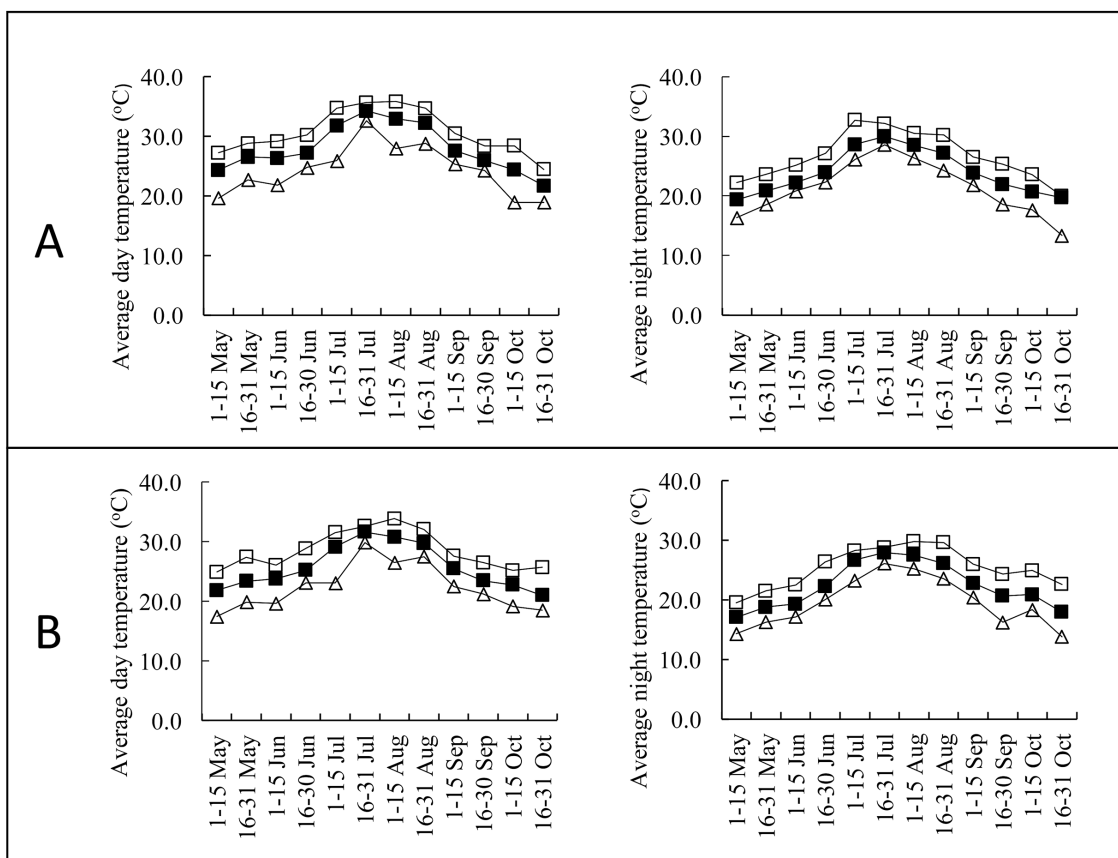 A
Average day temperature (ºC)
40.0
30.0
20.0
10.0
0.0
1-15 May
16-31 May
1-15 Jun
16-30 Jun
1-15 Jul
16-31 Jul
1-15 Aug
16-31 Aug
1-15 Sep
16-30 Sep
1-15 Oct
16-31 Oct
Average night temperature (ºC)
40.0
30.0
20.0
10.0
0.0
1-15 May
16-31 May
1-15 Jun
16-30 Jun
1-15 Jul
16-31 Jul
1-15 Aug
16-31 Aug
1-15 Sep
16-30 Sep
1-15 Oct
16-31 Oct
B
Average day temperature (ºC)
40.0
30.0
20.0
10.0
0.0
1-15 May
16-31 May
1-15 Jun
16-30 Jun
1-15 Jul
16-31 Jul
1-15 Aug
16-31 Aug
1-15 Sep
16-30 Sep
1-15 Oct
16-31 Oct
Average night temperature (ºC)
40.0
30.0
20.0
10.0
0.0
1-15 May
16-31 May
1-15 Jun
16-30 Jun
1-15 Jul
16-31 Jul
1-15 Aug
16-31 Aug
1-15 Sep
16-30 Sep
1-15 Oct
16-31 Oct